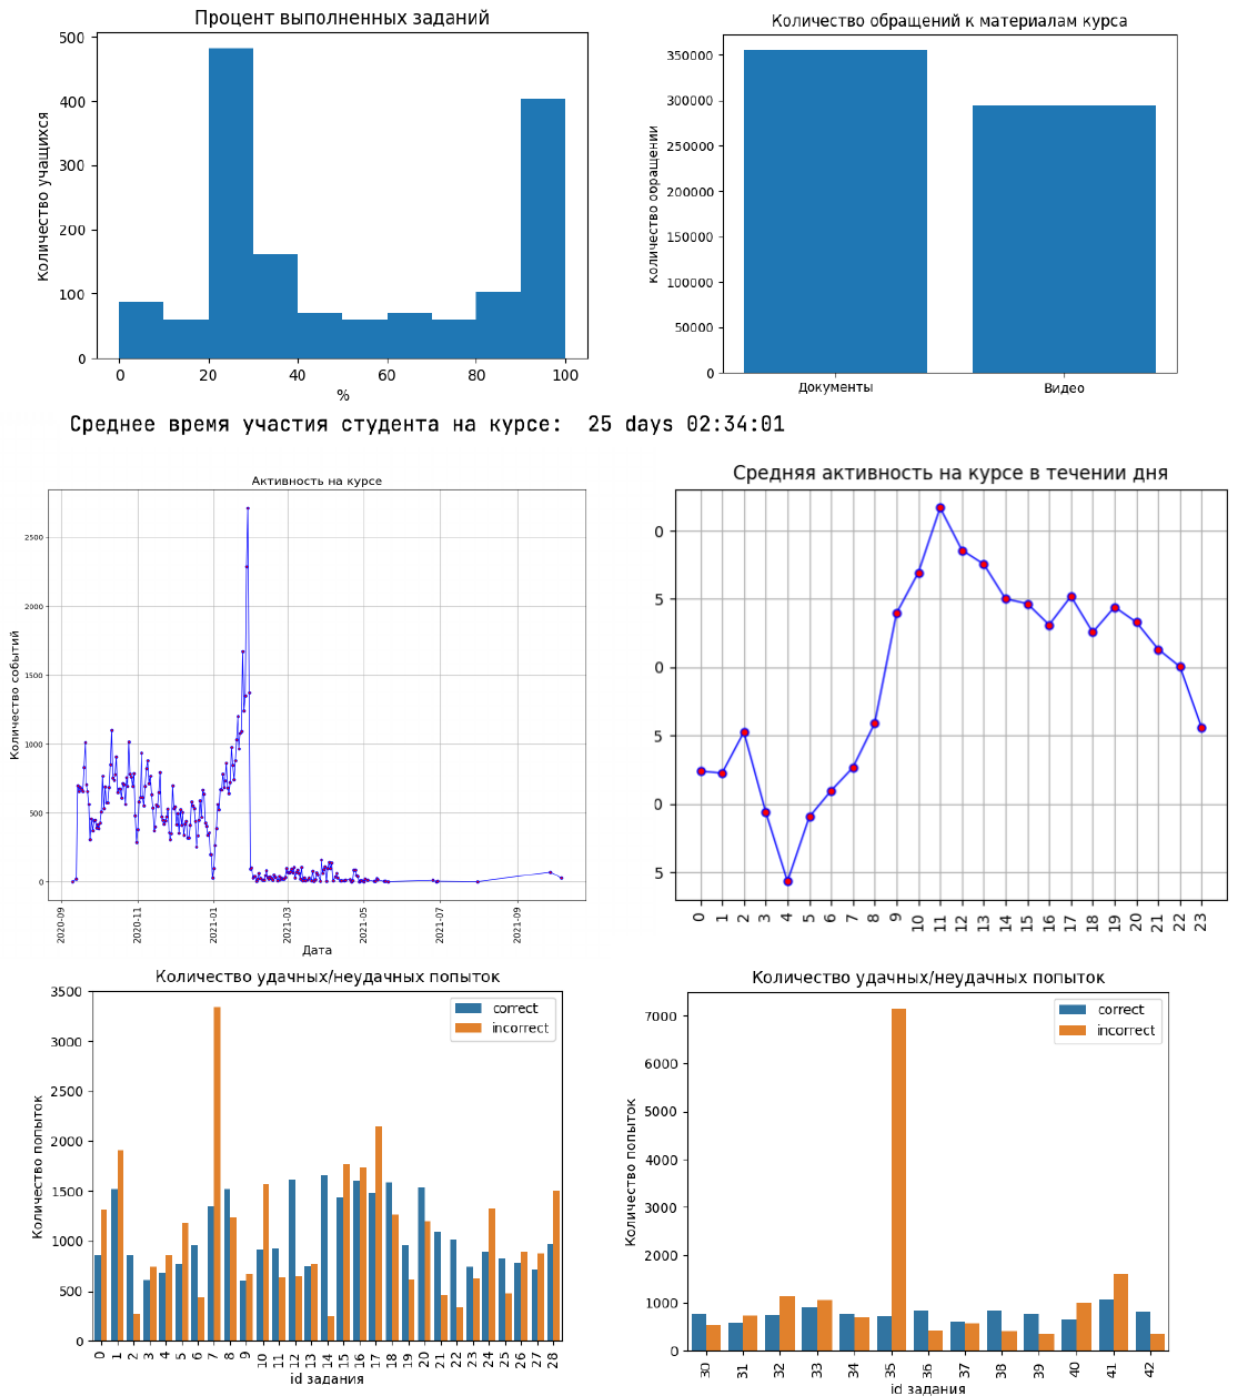 Процент выполненных заданий
500
400
300
200
100
0
Количество учащихся
0 20 40 60 80 100
%
Количество обращений к материалам курса
350000
300000
250000
200000
150000
100000
50000
0
Количество обращении
Документы Видео
Среднее время участия студента на курсе: 25 days 02:34:01
Активность на курсе
2500
2000
1500
1000
500
0
Количество событий
2020-09 2020-11 2021-01 2021-03 2021-05 2021-07 2021-09
Дата
Средняя активность на курсе в течении дня
0
5
0
5
0
5
0 1 2 3 4 5 6 7 8 9 10 11 12 13 14 15 16 17 18 19 20 21 22 23
Количество удачных/неудачных попыток
3500
3000
2500
2000
1500
1000
500
0
Количество попыток
correct
incorrect
0 1 2 3 4 5 6 7 8 9 10 11 12 13 14 15 16 17 18 19 20 21 22 23 24 25 26 27 28
id задания
Количество удачных/неудачных попыток
7000
6000
5000
4000
3000
2000
1000
0
Количество попыток
correct
incorrect
30 31 32 33 34 35 36 37 38 39 40 41 42
id задания